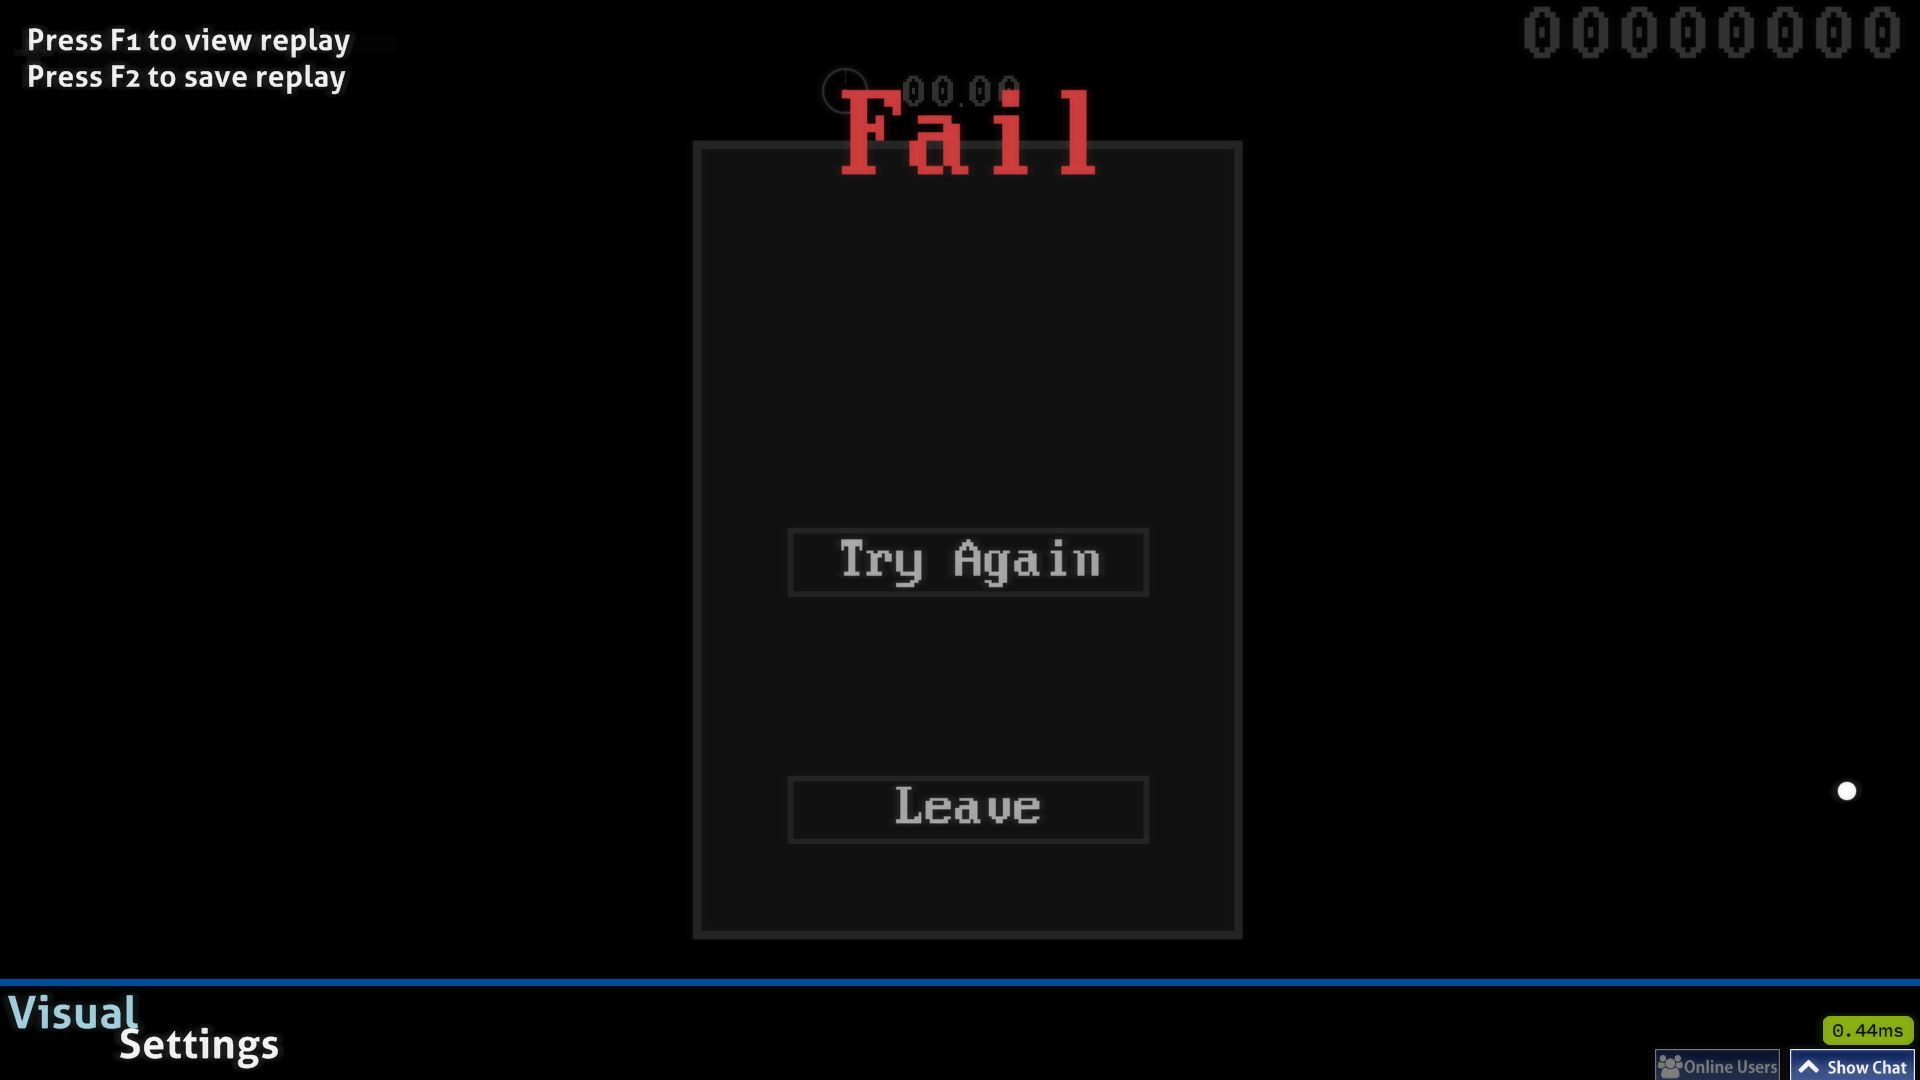 Press F1 to view replay
Press F2 to save replay
00000000
00.00
Fail
Try Again
Leave
Visual
Settings
0.44ms
Online Users
Show Chat